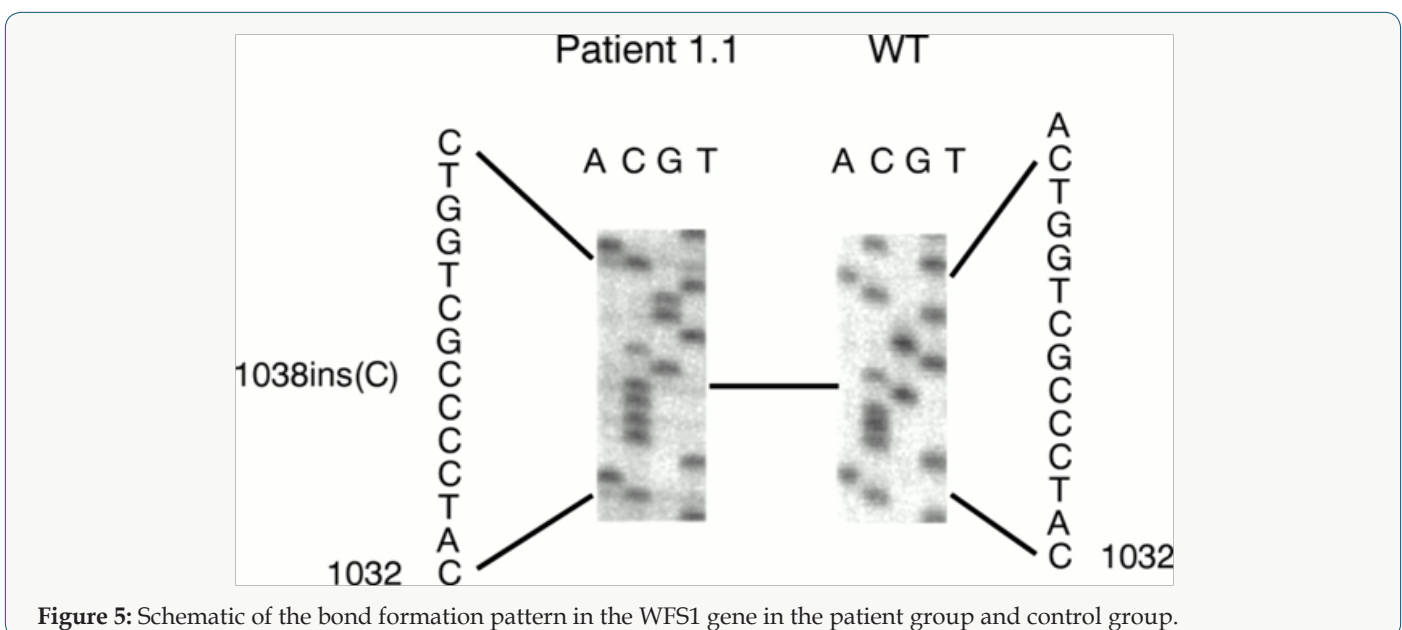 Patient 1.1 WT
A C G T
A C G T
C
T
G
G
T
C
G
1038ins(C) C
C
C
C
T
A
1032 C
A
C
T
G
G
T
C
G
C
C
C
T
A
C 1032
Figure 5: Schematic of the bond formation pattern in the WFS1 gene in the patient group and control group.